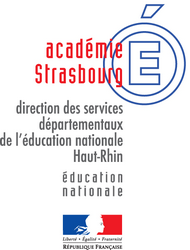 académie
Strasbourg
É
direction des services
départementaux
de l'éducation nationale
Haut-Rhin
éducation
nationale
Liberté • Égalité • Fraternité
RÉPUBLIQUE FRANÇAISE